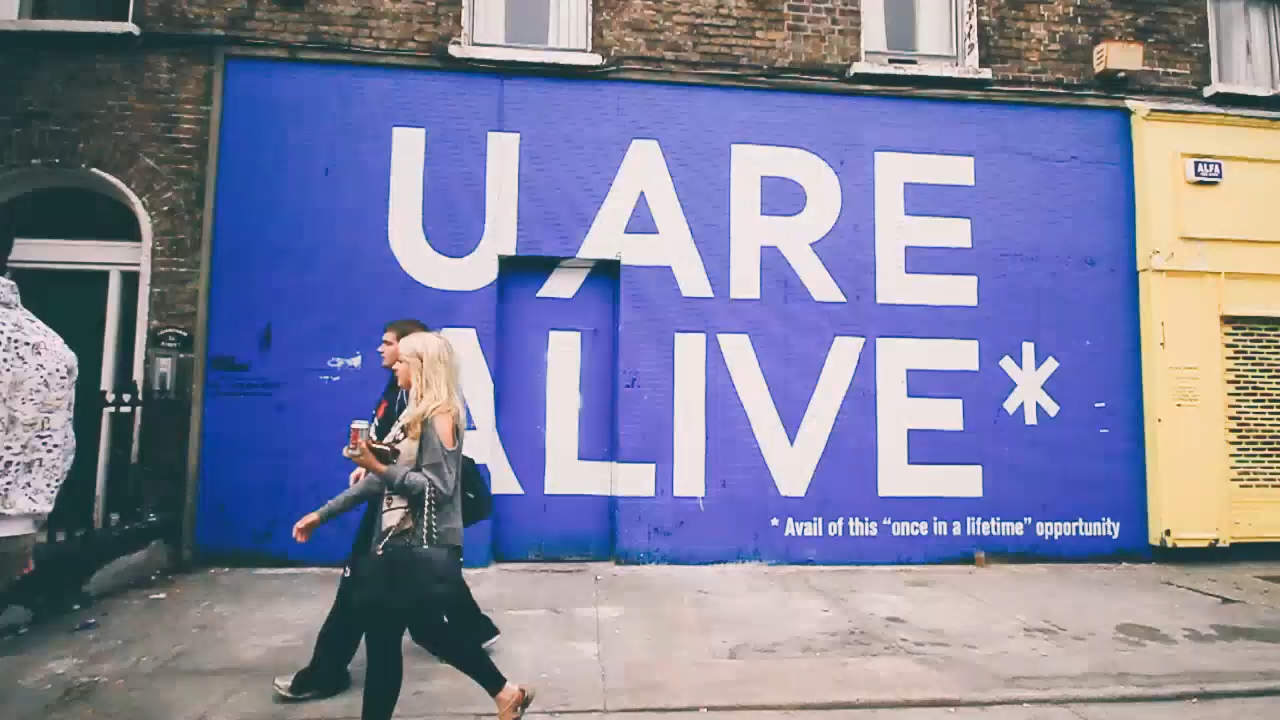 U ARE
ALIVE*
* Avail of this “once in a lifetime” opportunity
ALFA